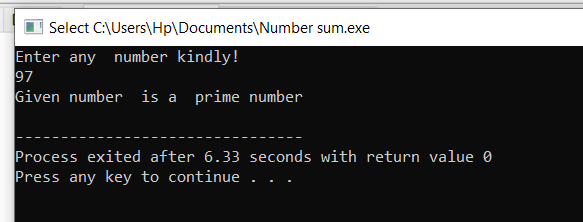 Select C:\Users\Hp\Documents\Number sum.exe
Enter any  number kindly!
97
Given number  is a  prime number
--------------------------------
Process exited after 6.33 seconds with return value 0
Press any key to continue . . .